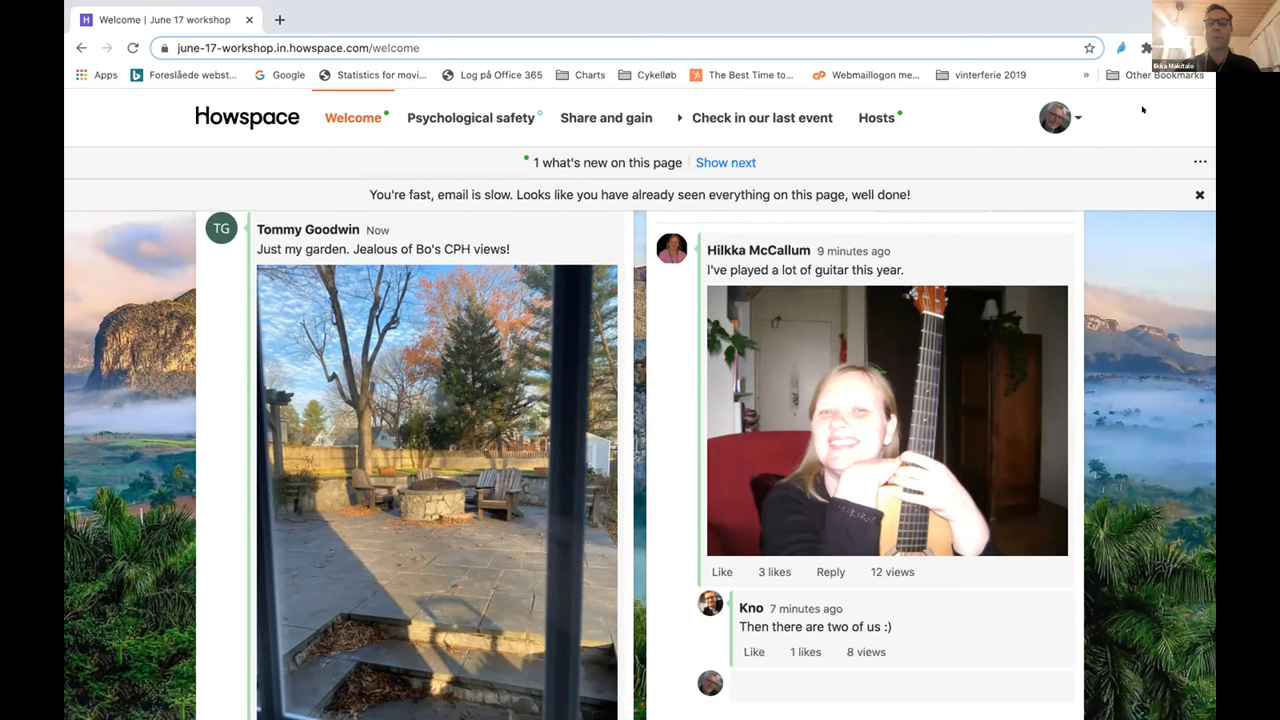 H Welcome | June 17 workshop
june-17-workshop.in.howspace.com/welcome
Apps Foreslåede webst... Google Statistics for movi... Log på Office 365 Charts Cykelløb The Best Time to... Webmaillogon me... vinterferie 2019 » Other Bookmarks
Ilkka Mäkitalo
Howspace Welcome Psychological safety Share and gain Check in our last event Hosts
1 what's new on this page Show next
You're fast, email is slow. Looks like you have already seen everything on this page, well done!
TG Tommy Goodwin Now
Just my garden. Jealous of Bo's CPH views!
Hilkka McCallum 9 minutes ago
I've played a lot of guitar this year.
Like 3 likes Reply 12 views
Kno 7 minutes ago
Then there are two of us :)
Like 1 likes 8 views